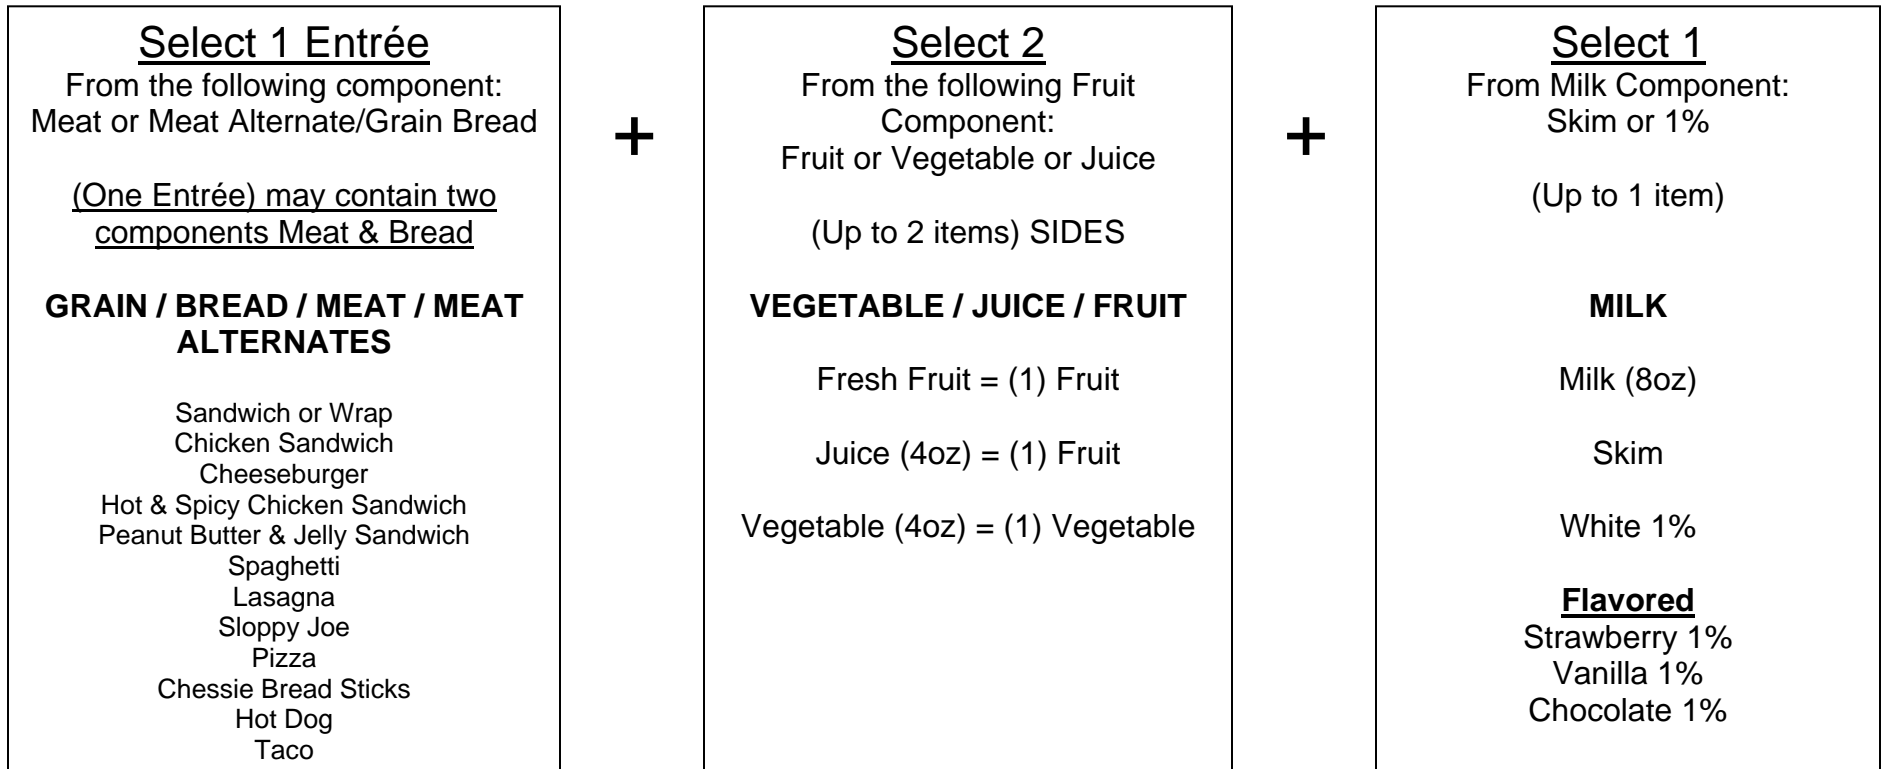 Select 1 Entrée
From the following component:
Meat or Meat Alternate/Grain Bread
(One Entrée) may contain two
components Meat & Bread
GRAIN / BREAD / MEAT / MEAT
ALTERNATES
Sandwich or Wrap
Chicken Sandwich
Cheeseburger
Hot & Spicy Chicken Sandwich
Peanut Butter & Jelly Sandwich
Spaghetti
Lasagna
Sloppy Joe
Pizza
Chessie Bread Sticks
Hot Dog
Taco
+
Select 2
From the following Fruit
Component:
Fruit or Vegetable or Juice
(Up to 2 items) SIDES
VEGETABLE / JUICE / FRUIT
Fresh Fruit = (1) Fruit
Juice (4oz) = (1) Fruit
Vegetable (4oz) = (1) Vegetable
+
Select 1
From Milk Component:
Skim or 1%
(Up to 1 item)
MILK
Milk (8oz)
Skim
White 1%
Flavored
Strawberry 1%
Vanilla 1%
Chocolate 1%